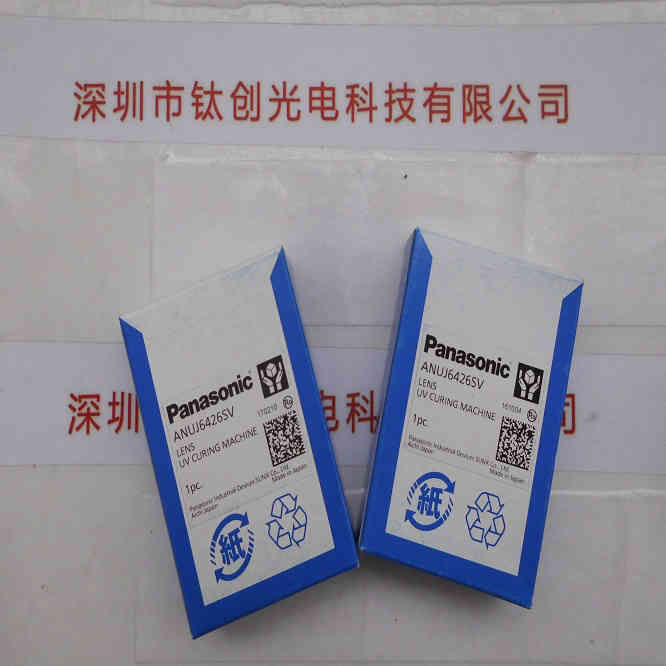 深圳市钛创光电科技有限公司
深圳
电科
司
Panasonic
ANUJ6426SV
LENS
170210
UV CURING MACHINE
1pc.
Panasonic Industrial Devices SUNX Co., Ltd.
Aichi Japan
Made in Japan
紙
Panasonic
ANUJ6426SV
LENS
161004
UV CURING MACHINE
1pc.
Panasonic Industrial Devices SUNX Co., Ltd.
Aichi Japan
Made in Japan
紙